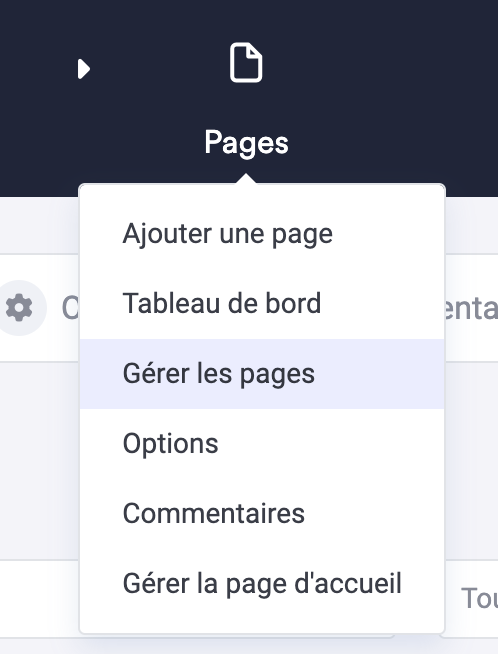 Pages
Ajouter une page
Tableau de bord
Gérer les pages
Options
Commentaires
Gérer la page d'accueil